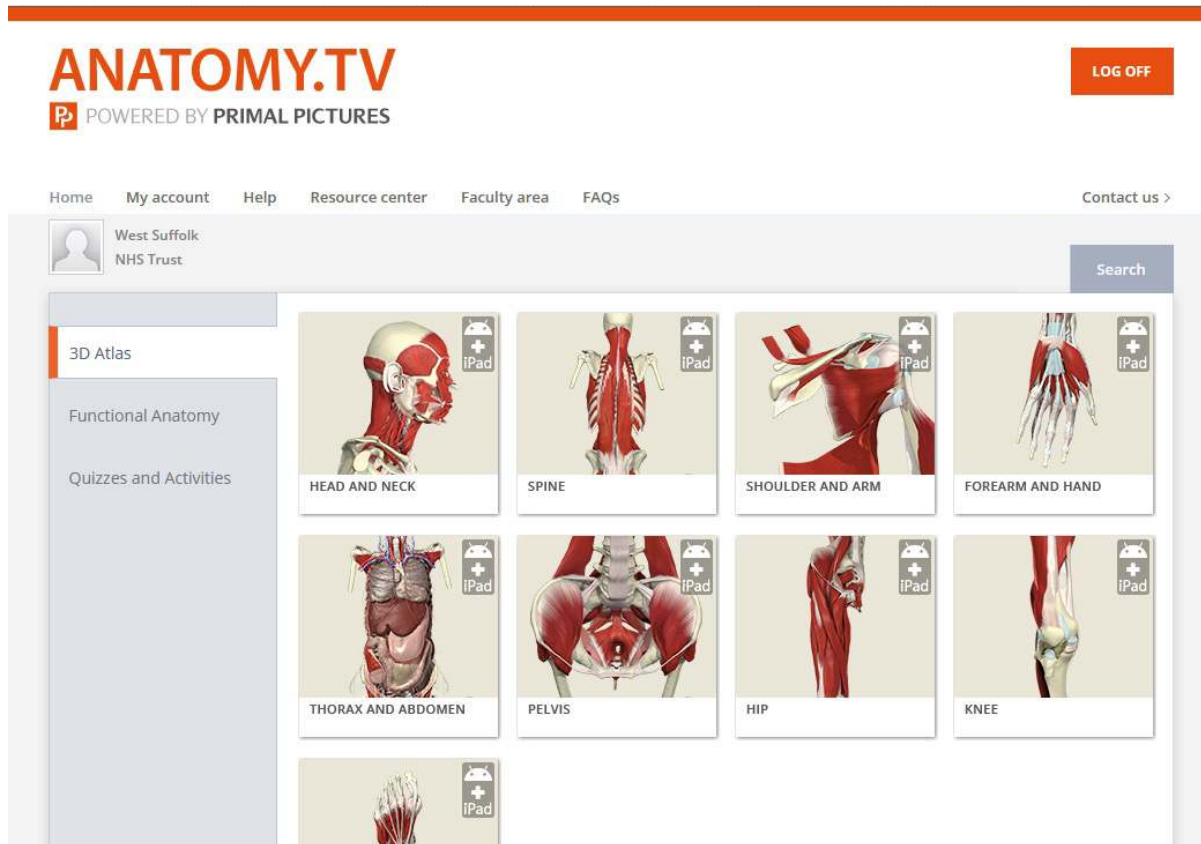 ANATOMY.TV
POWERED BY PRIMAL PICTURES
LOG OFF
Home My account Help Resource center Faculty area FAQs Contact us >
West Suffolk
NHS Trust
Search
3D Atlas
Functional Anatomy
Quizzes and Activities
+
iPad
+
iPad
+
iPad
+
iPad
HEAD AND NECK
SPINE
SHOULDER AND ARM
FOREARM AND HAND
+
iPad
+
iPad
+
iPad
+
iPad
THORAX AND ABDOMEN
PELVIS
HIP
KNEE
+
iPad